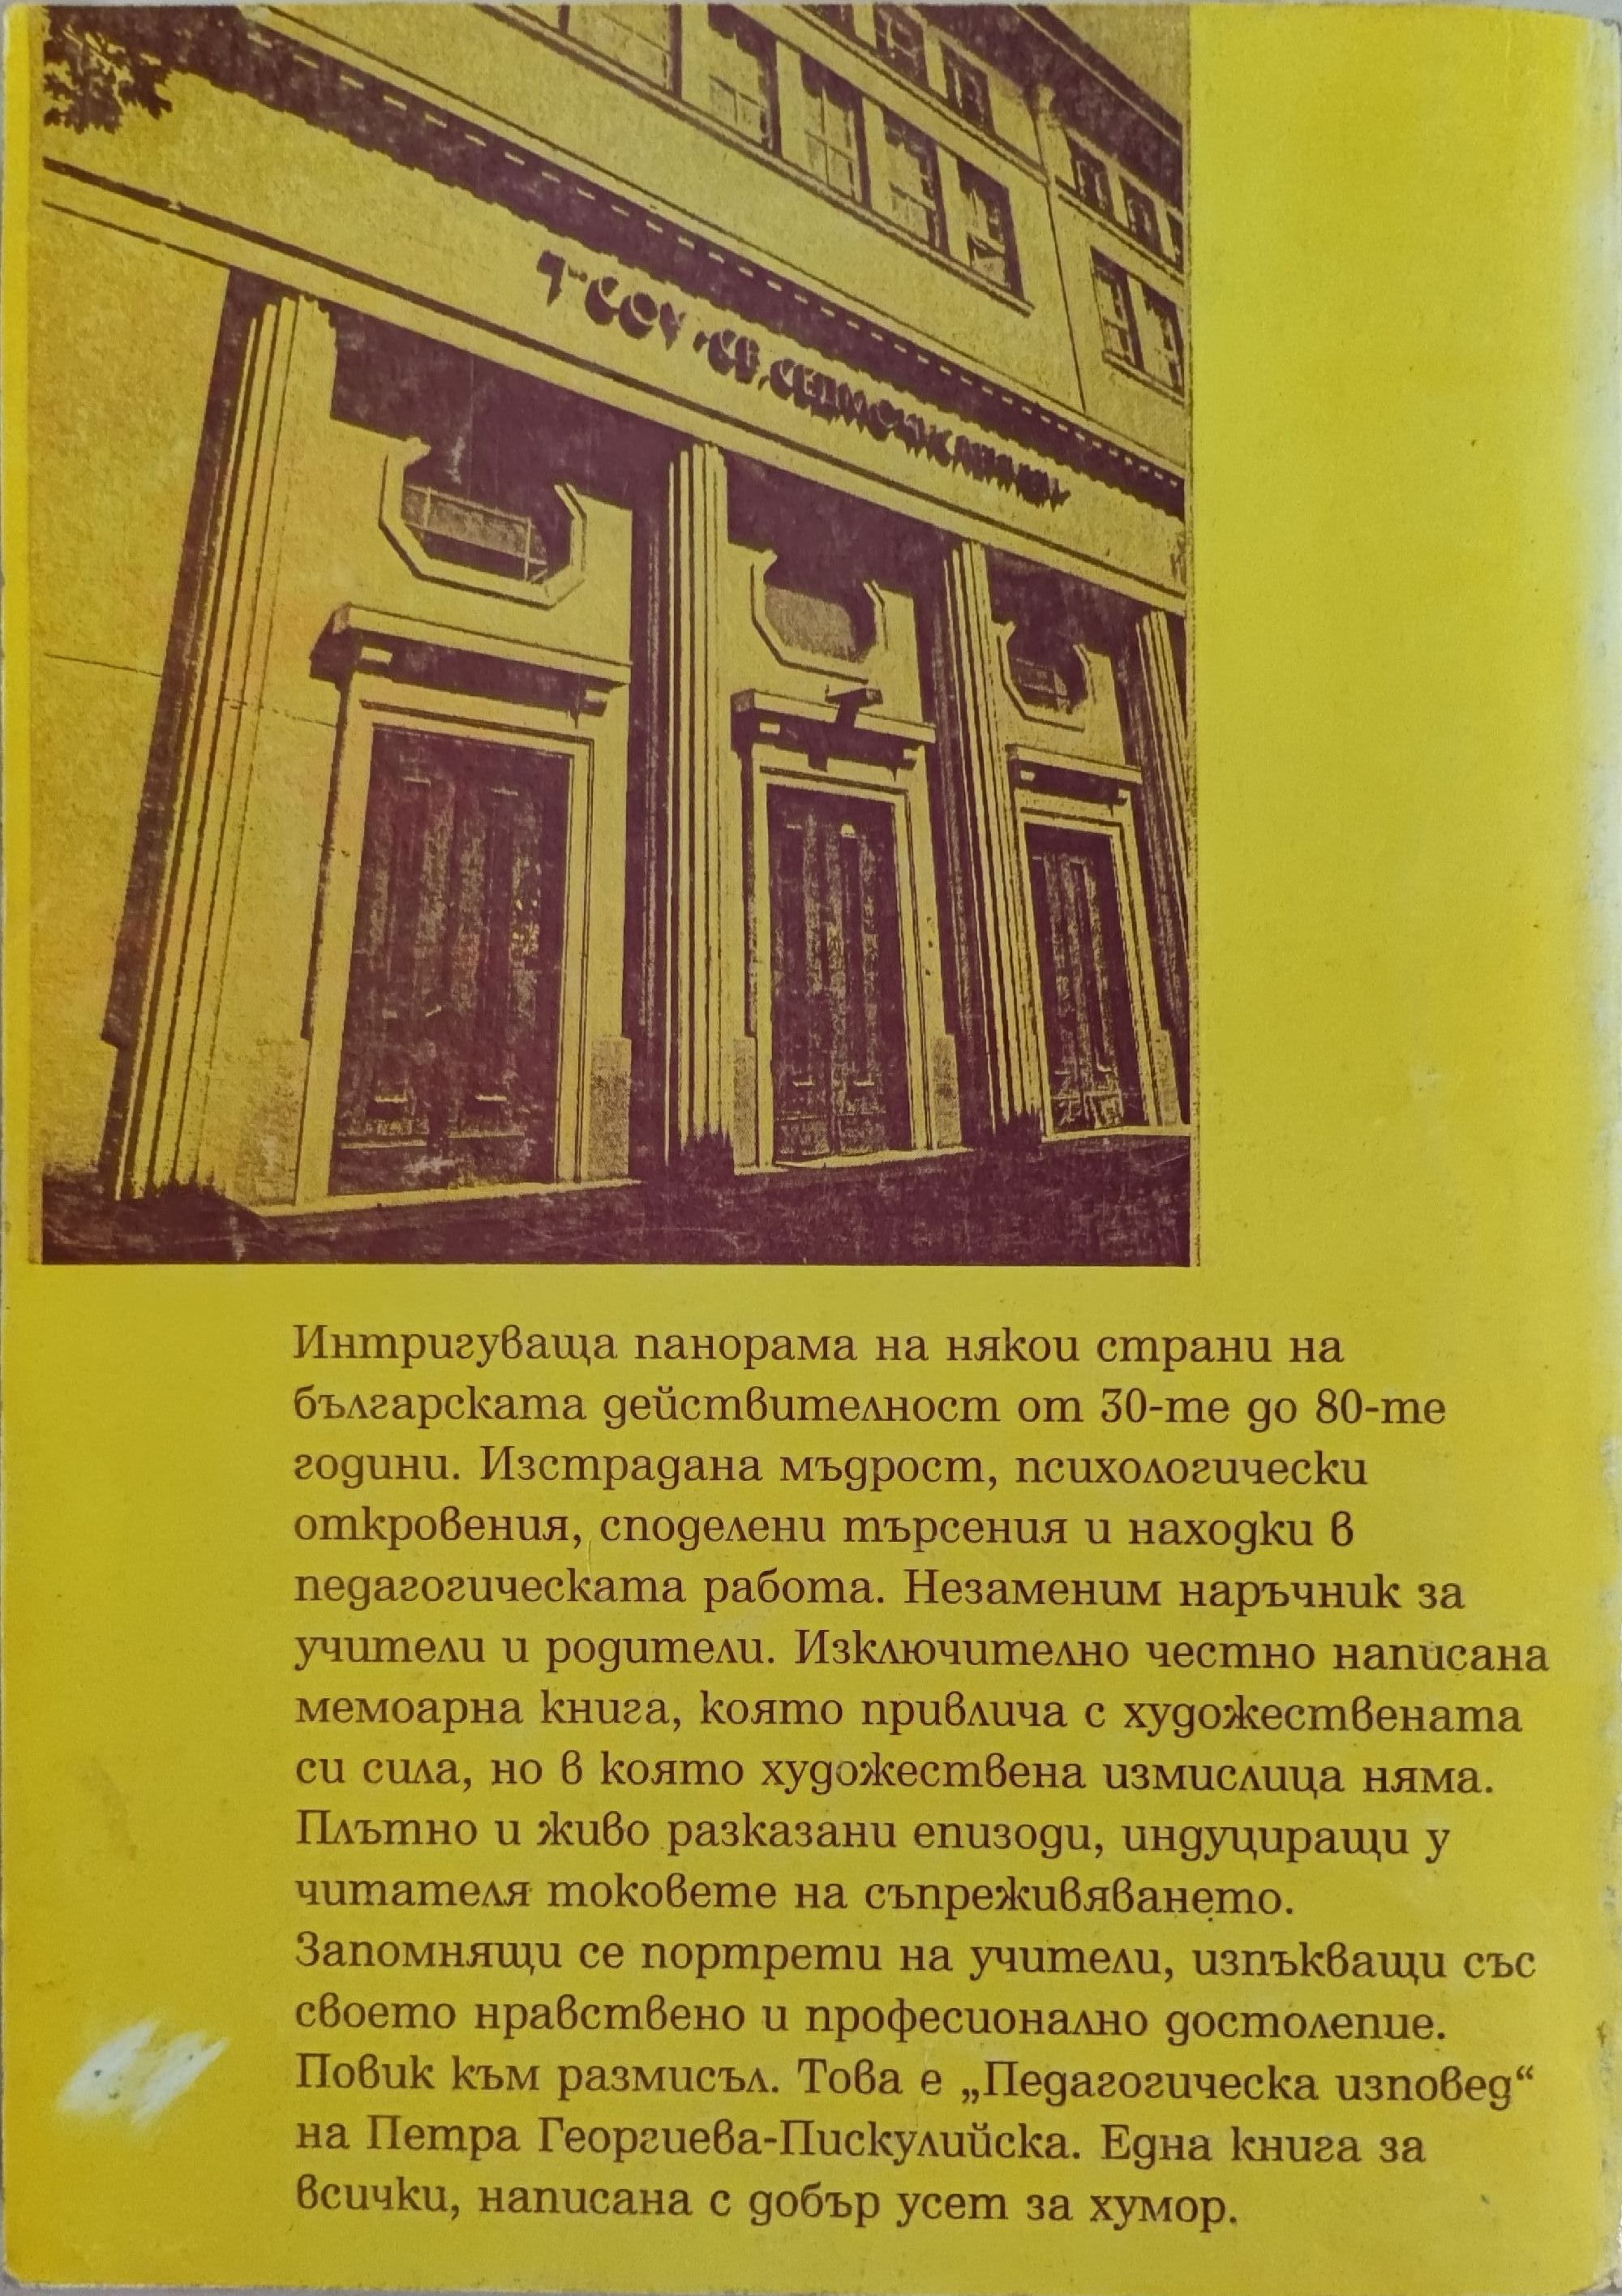 7мо СОУ „СВ. СЕДМОЧИСЛЕНИЦИ“
Интригуваща панорама на някои страни на
българската действителност от 30-те до 80-те
години. Изстрадана мъдрост, психологически
откровения, споделени търсения и находки в
педагогическата работа. Незаменим наръчник за
учители и родители. Изключително честно написана
мемоарна книга, която привлича с художествената
си сила, но в която художествена измислица няма.
Плътно и живо разказани епизоди, индуциращи у
читателя токовете на съпреживяването.
Запомнящи се портрети на учители, изпъкващи със
своето нравствено и професионално достолепие.
Повик към размисъл. Това е „Педагогическа изповед“
на Петра Георгиева-Пискулийска. Една книга за
всички, написана с добър усет за хумор.